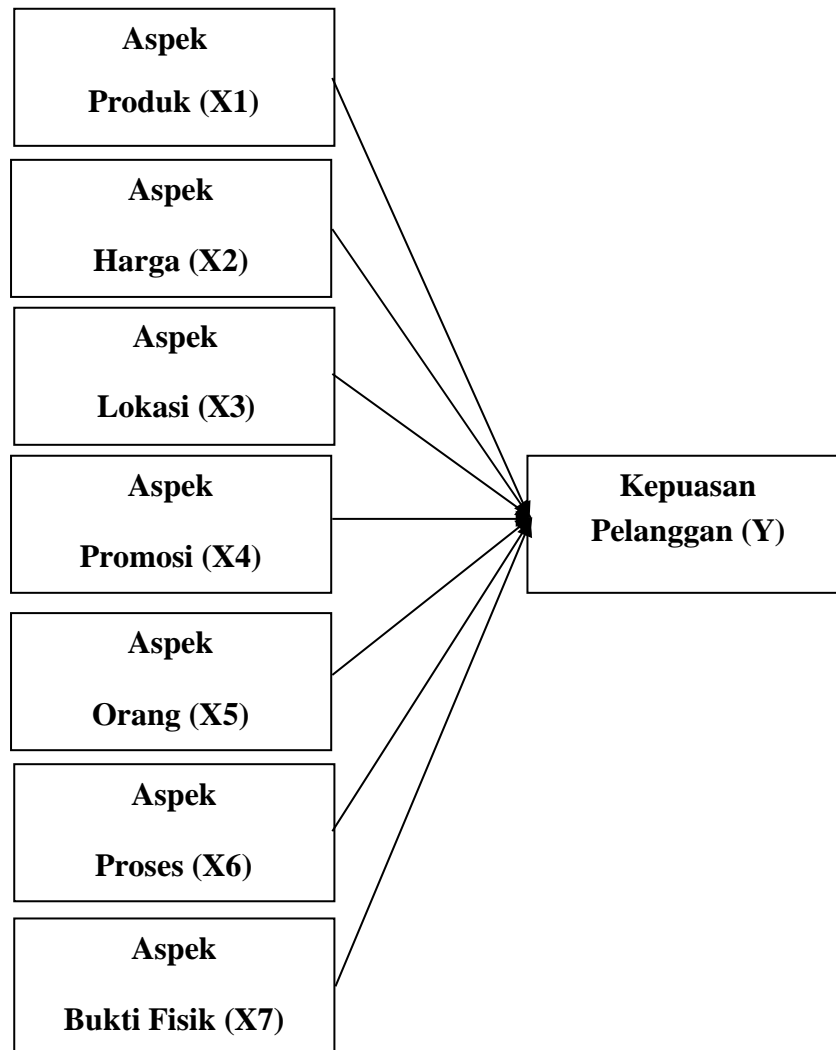 Aspek
Produk (X1)
Aspek
Harga (X2)
Aspek
Lokasi (X3)
Aspek
Promosi (X4)
Aspek
Orang (X5)
Aspek
Proses (X6)
Aspek
Bukti Fisik (X7)
Kepuasan
Pelanggan (Y)